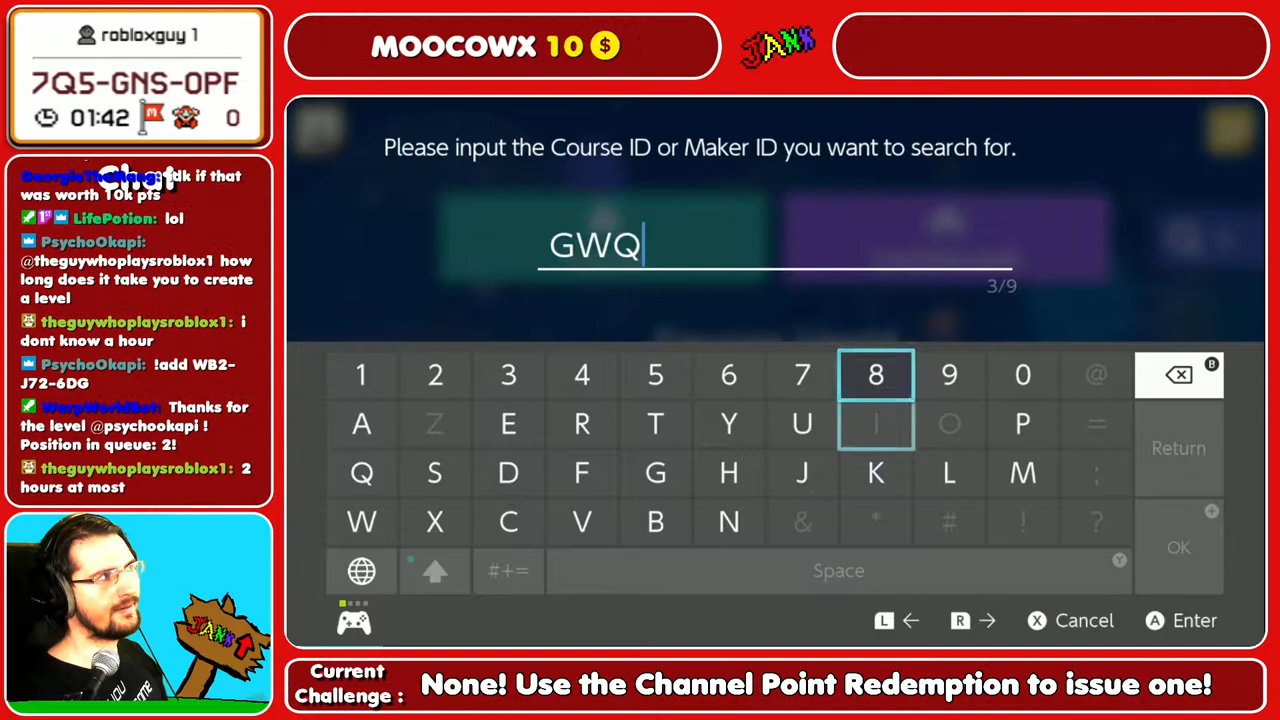 robloxguy 1
7Q5-GNS-0PF
01:42 0
MOOCOWX 10 $
JANK
Chat
GeorgieTheMang: idk if that
was worth 10k pts
LifePotion: lol
PsychoOkapi:
@theguywhoplaysroblox1 how
long does it take you to create
a level
theguywhoplaysroblox1: i
dont know a hour
PsychoOkapi: !add WB2-
J72-6DG
WarpWorldBot: Thanks for
the level @psychookapi !
Position in queue: 2!
theguywhoplaysroblox1: 2
hours at most
Please input the Course ID or Maker ID you want to search for.
GWQ
3/9
1 2 3 4 5 6 7 8 9 0 @ B
A Z E R T Y U I O P = Return
Q S D F G H J K L M ;
W X C V B N & * # ! ? OK
#+= Space Y
L ← R → X Cancel A Enter
JANK
Current
Challenge :
None! Use the Channel Point Redemption to issue one!